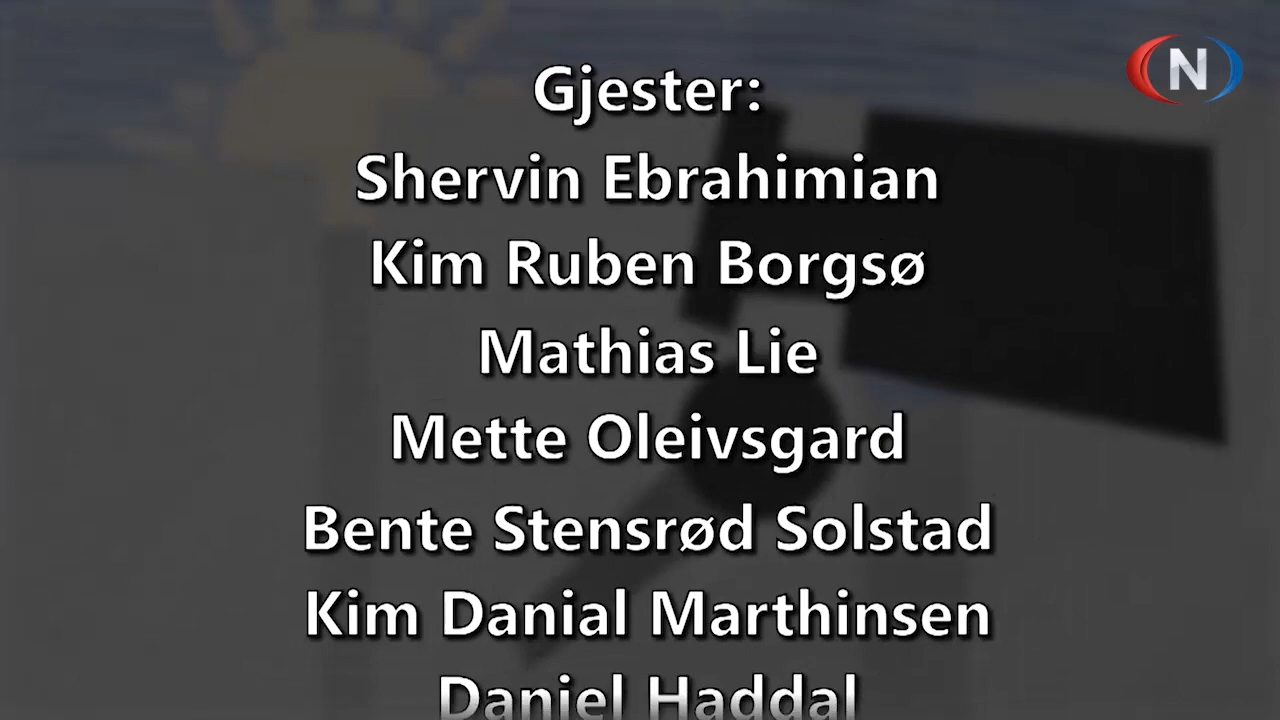 N
Gjester:
Shervin Ebrahimian
Kim Ruben Borgsø
Mathias Lie
Mette Oleivsgard
Bente Stensrød Solstad
Kim Danial Marthinsen
Daniel Haddal